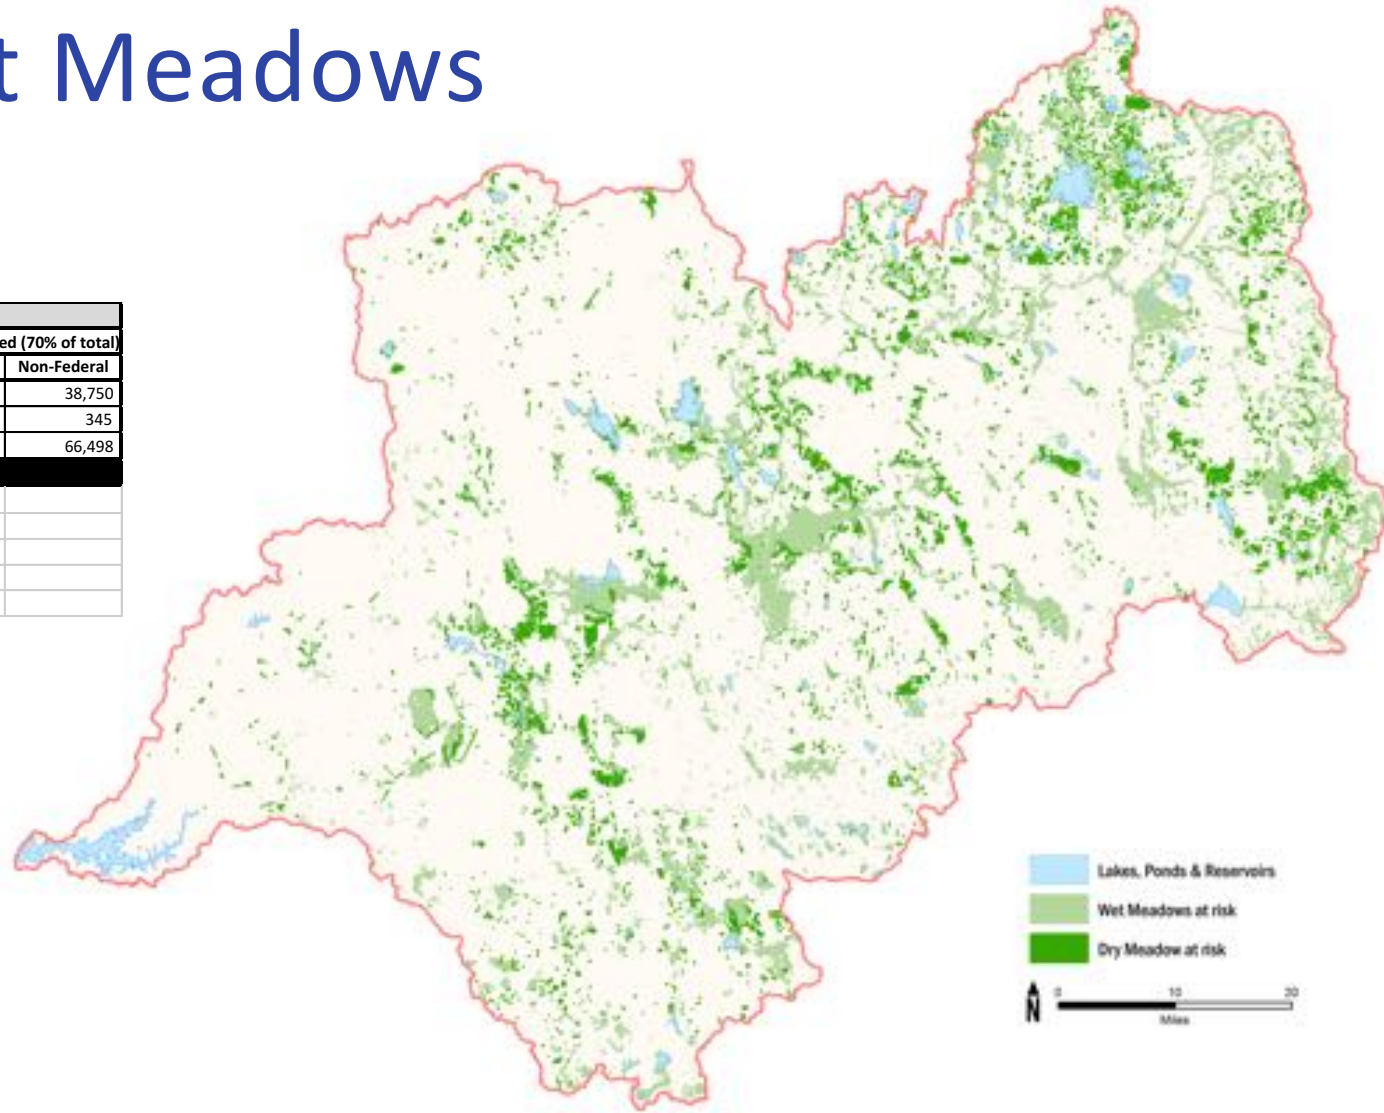 t Meadows
ed (70% of total)
Non-Federal
38,750
345
66,498
Lakes, Ponds & Reservoirs
Wet Meadows at risk
Dry Meadow at risk
N
0 10 20
Miles